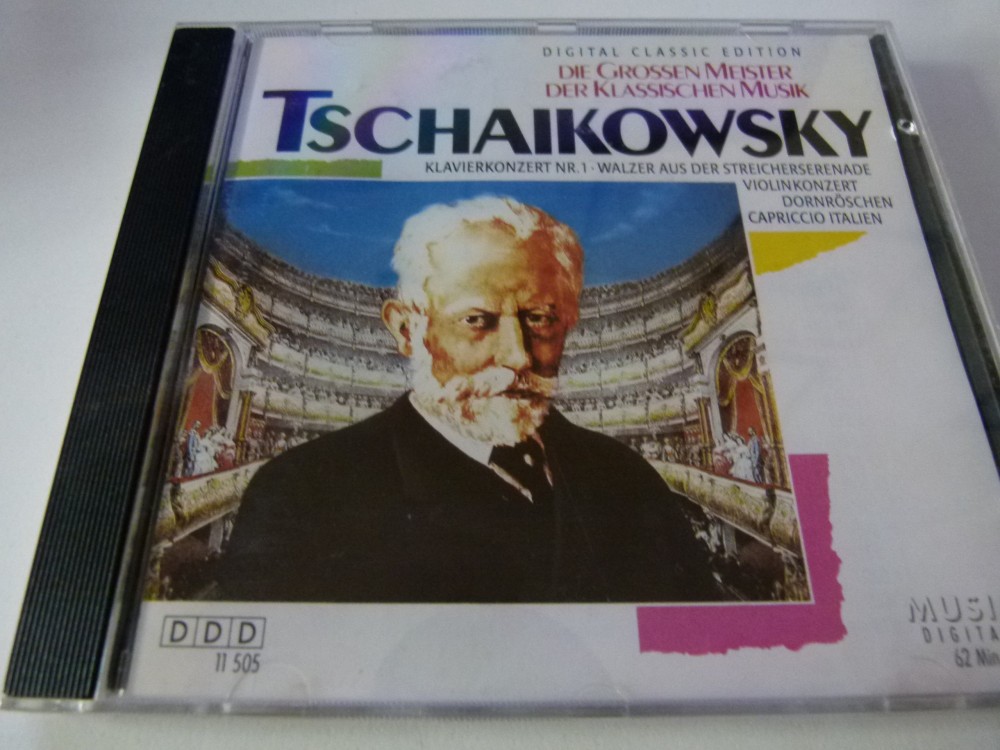 DIGITAL CLASSIC EDITION
DIE GROSSEN MEISTER
DER KLASSISCHEN MUSIK
TSCHAIKOWSKY
KLAVIERKONZERT NR. 1 · WALZER AUS DER STREICHERSERENADE
VIOLINKONZERT
DORNRÖSCHEN
CAPRICCIO ITALIEN
DDD
11 505
MUSI
DIGITA
62 Min